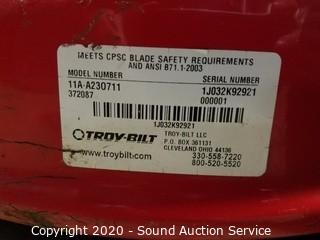 MEETS CPSC BLADE SAFETY REQUIREMENTS
AND ANSI B71.1-2003
MODEL NUMBER SERIAL NUMBER
11A-A230711 1J032K92921
372087 000001
1J032K92921
TROY-BILT
www.troybilt.com
TROY-BILT LLC
P.O. BOX 361131
CLEVELAND OHIO 44136
330-558-7220
800-520-5520
Copyright © 2020 - Sound Auction Service